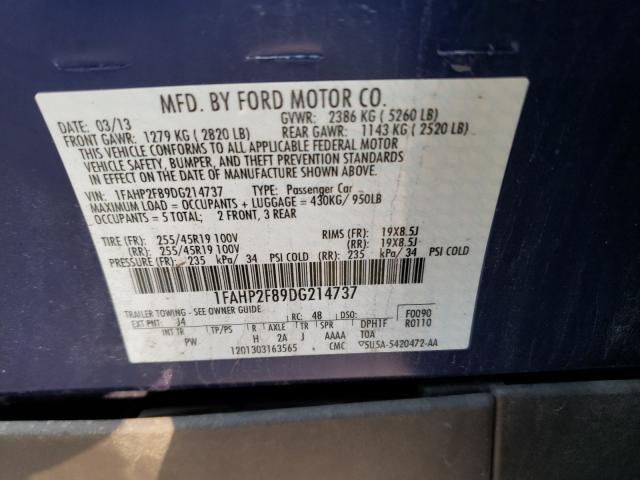 MFD. BY FORD MOTOR CO.
DATE: 03/13 GVWR: 2386 KG ( 5260 LB)
FRONT GAWR: 1279 KG ( 2820 LB) REAR GAWR: 1143 KG ( 2520 LB)
THIS VEHICLE CONFORMS TO ALL APPLICABLE FEDERAL MOTOR
VEHICLE SAFETY, BUMPER, AND THEFT PREVENTION STANDARDS
IN EFFECT ON THE DATE OF MANUFACTURE SHOWN ABOVE.
VIN: 1FAHP2F89DG214737 TYPE: Passenger Car
MAXIMUM LOAD = OCCUPANTS + LUGGAGE = 430KG/ 950LB
OCCUPANTS = 5 TOTAL; 2 FRONT, 3 REAR
TIRE (FR): 255/45R19 100V RIMS (FR): 19X8.5J
(RR): 255/45R19 100V (RR): 19X8.5J
PRESSURE (FR): 235 kPa/ 34 PSI COLD (RR): 235 kPa/ 34 PSI COLD
1FAHP2F89DG214737
TRAILER TOWING - SEE OWNER GUIDE
EXT PNT: J4 RC: 48 DSO: F0090
R0110
INT TR TP/PS R AXLE TR SPR DPHTF
PW H 2A J AAAA TOA
1201303163565 CMC 5U5A-5420472-AA